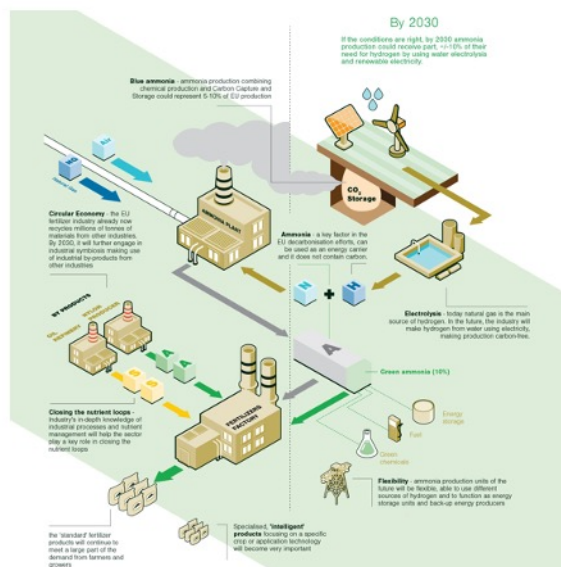 By 2030
If the conditions are right, by 2030 ammonia
production could receive part, +/-10% of their
need for hydrogen by using water electrolysis
and renewable electricity.
Blue ammonia - ammonia production combining
chemical production and Carbon Capture and
Storage could represent 5-10% of EU production
Air
Natural Gas
CO2
Storage
AMMONIA PLANT
Circular Economy - the EU
fertilizer industry already now
recycles millions of tonnes of
materials from other industries.
By 2030, it will further engage in
industrial symbiosis making use
of industrial by-products from
other industries
Ammonia - a key factor in the
EU decarbonisation efforts, can
be used as an energy carrier
and it does not contain carbon.
N
+
H
Electrolysis - today natural gas is the main
source of hydrogen. In the future, the industry will
make hydrogen from water using electricity,
making production carbon-free.
BY PRODUCTS
NYLON PRODUCER
OIL REFINERY
A
A
A
Green ammonia (10%)
Closing the nutrient loops -
Industry's in-depth knowledge of
industrial processes and nutrient
management will help the sector
play a key role in closing the
nutrient loops
FERTILIZERS
FACTORY
Energy
storage
Fuel
Green
chemicals
Flexibility - ammonia production units of the
future will be flexible, able to use different
sources of hydrogen and to function as energy
storage units and back-up energy producers
the 'standard' fertilizer
products will continue to
meet a large part of the
demand from farmers and
growers
Specialised, 'intelligent'
products focusing on a specific
crop or application technology
will become very important